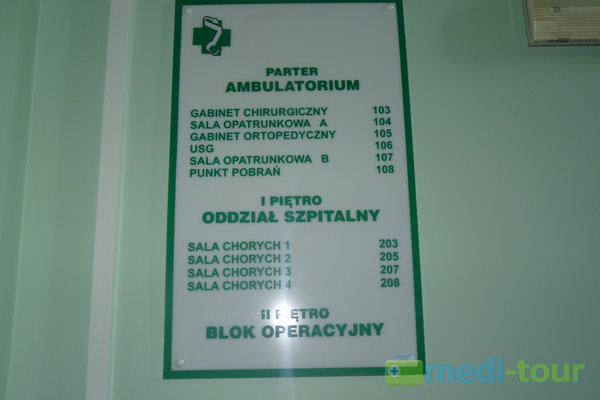 PARTER
AMBULATORIUM
GABINET CHIRURGICZNY 103
SALA OPATRUNKOWA A 104
GABINET ORTOPEDYCZNY 105
USG 106
SALA OPATRUNKOWA B 107
PUNKT POBRAŃ 108
I PIĘTRO
ODDZIAŁ SZPITALNY
SALA CHORYCH 1 203
SALA CHORYCH 2 205
SALA CHORYCH 3 207
SALA CHORYCH 4 208
II PIĘTRO
BLOK OPERACYJNY
medi-tour